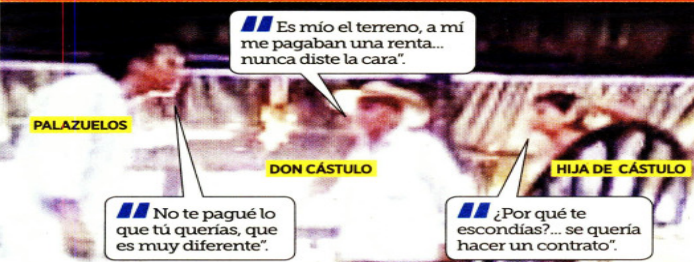 "Es mío el terreno, a mí
me pagaban una renta...
nunca diste la cara".
PALAZUELOS
DON CÁSTULO
HIJA DE CÁSTULO
"No te pagué lo
que tú querías, que
es muy diferente".
"¿Por qué te
escondías?... se quería
hacer un contrato".